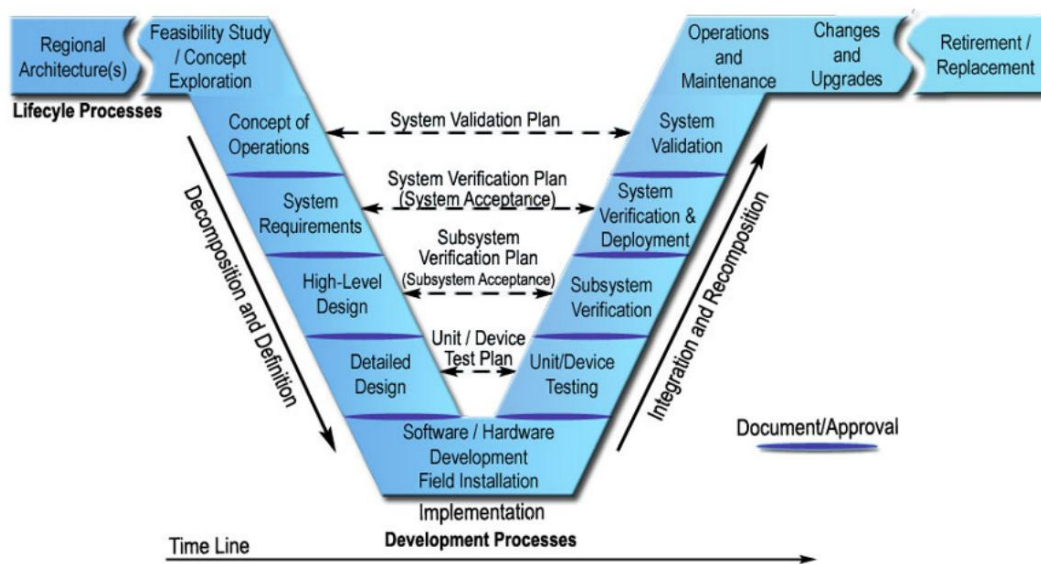 Regional
Architecture(s)
Feasibility Study
/ Concept
Exploration
Operations
and
Maintenance
Changes
and
Upgrades
Retirement /
Replacement
Lifecyle Processes
Concept of
Operations
System Validation Plan
System
Validation
System
Requirements
System Verification Plan
(System Acceptance)
System
Verification &
Deployment
High-Level
Design
Subsystem
Verification Plan
(Subsystem Acceptance)
Subsystem
Verification
Detailed
Design
Unit / Device
Test Plan
Unit/Device
Testing
Decomposition and Definition
Integration and Recomposition
Software / Hardware
Development
Field Installation
Document/Approval
Implementation
Development Processes
Time Line